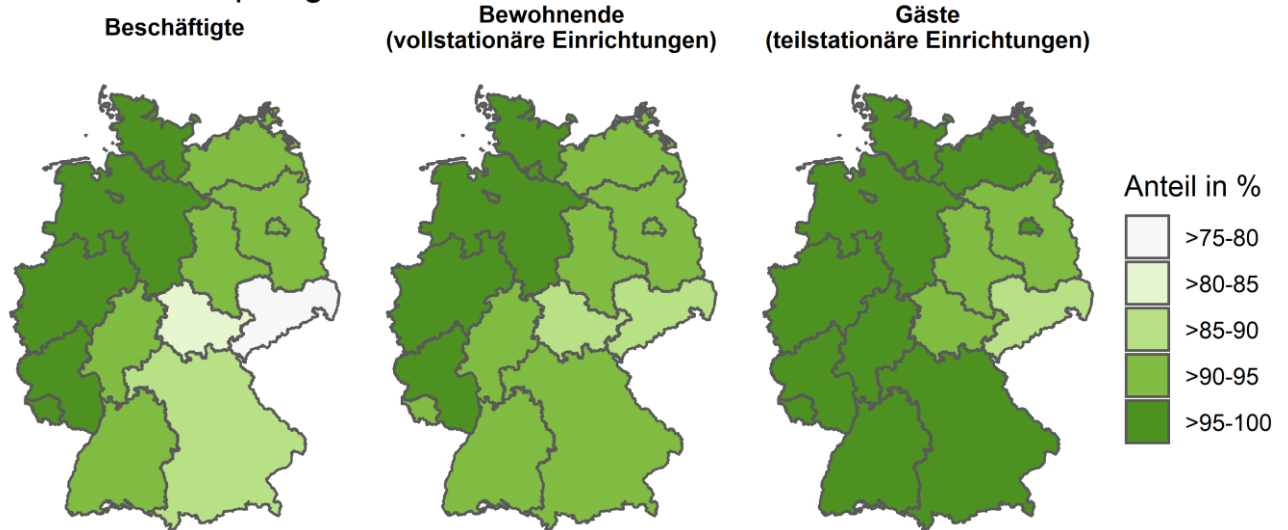 Beschäftigte
Bewohnende
(vollstationäre Einrichtungen)
Gäste
(teilstationäre Einrichtungen)
Anteil in %
>75-80
>80-85
>85-90
>90-95
>95-100